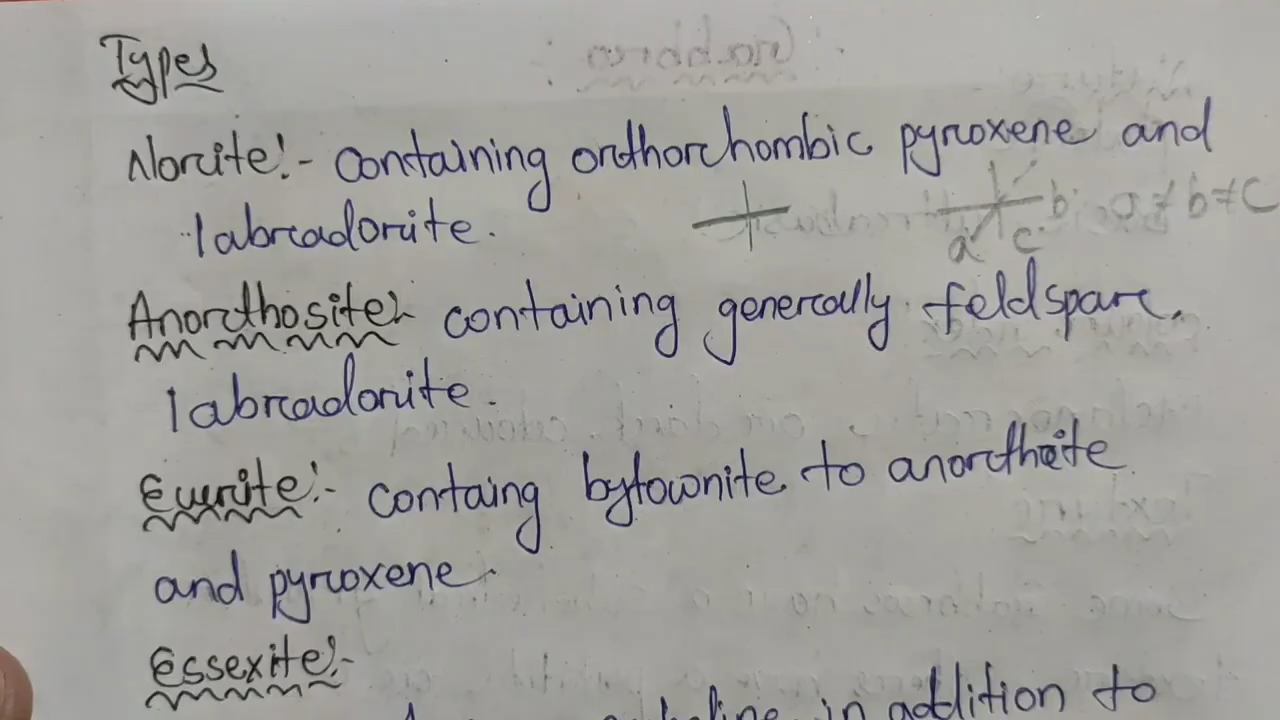 Types
Norite:- containing orthorhombic pyroxene and
labradorite.
b a≠b≠c
a c
Anorthosite:- containing generally feldspar,
labradorite.
Eucrite:- containg bytownite to anorthite
and pyroxene.
Essexite:-
in addition to